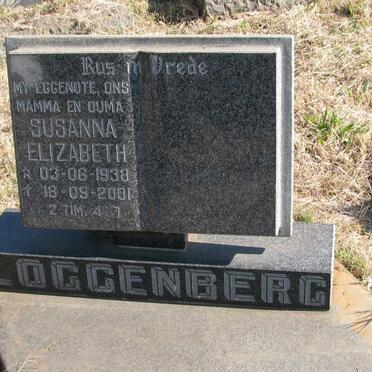 Rus in Vrede
MY EGGENOTE, ONS
MAMMA EN OUMA
SUSANNA
ELIZABETH
* 03-06-1938
† 18-09-2001
2 TIM. 4:7
LOGGENBERG